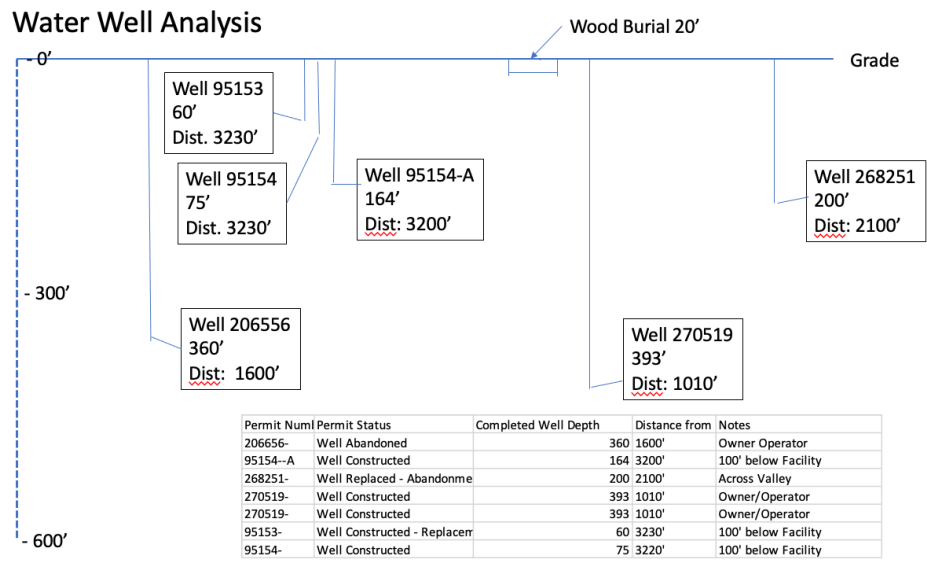 Water Well Analysis
Wood Burial 20’
- 0’
Grade
Well 95153
60’
Dist. 3230’
Well 95154
75’
Dist. 3230’
Well 95154-A
164’
Dist: 3200’
Well 268251
200’
Dist: 2100’
- 300’
Well 206556
360’
Dist:  1600’
Well 270519
393’
Dist: 1010’
Permit Numl Permit Status Completed Well Depth Distance from Notes
206656- Well Abandoned 360 1600' Owner Operator
95154--A Well Constructed 164 3200' 100' below Facility
268251- Well Replaced - Abandonme 200 2100' Across Valley
270519- Well Constructed 393 1010' Owner/Operator
270519- Well Constructed 393 1010' Owner/Operator
95153- Well Constructed - Replacem 60 3230' 100' below Facility
95154- Well Constructed 75 3220' 100' below Facility
- 600’